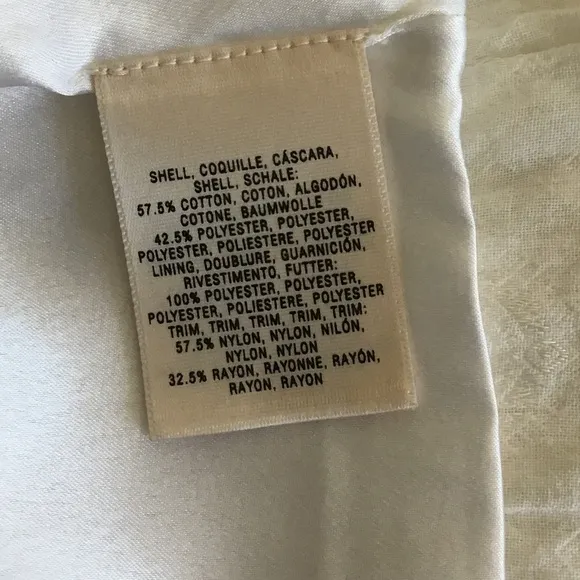 SHELL, COQUILLE, CÁSCARA,
SHELL, SCHALE:
57.5% COTTON, COTON, ALGODÓN,
COTONE, BAUMWOLLE
42.5% POLYESTER, POLYESTER,
POLYESTER, POLIESTERE, POLYESTER
LINING, DOUBLURE, GUARNICIÓN,
RIVESTIMENTO, FUTTER:
100% POLYESTER, POLYESTER,
POLYESTER, POLIESTERE, POLYESTER
TRIM, TRIM, TRIM, TRIM, TRIM:
57.5% NYLON, NYLON, NILÓN,
NYLON, NYLON
32.5% RAYON, RAYONNE, RAYÓN,
RAYON, RAYON